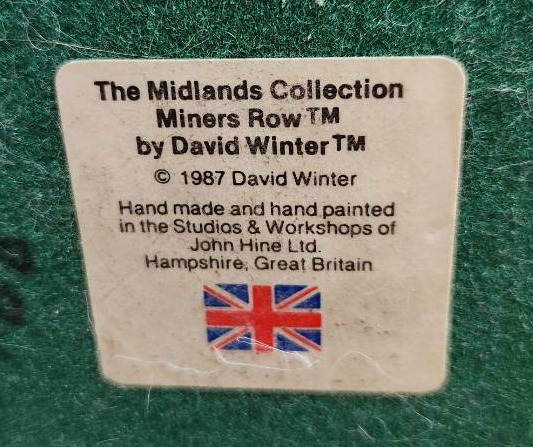 The Midlands Collection
Miners Row™
by David Winter™
© 1987 David Winter
Hand made and hand painted
in the Studios & Workshops of
John Hine Ltd.
Hampshire, Great Britain